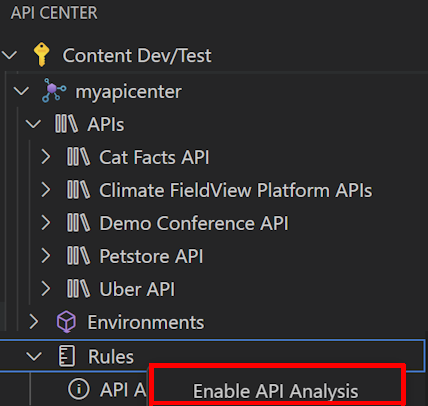 API CENTER
Content Dev/Test
myapicenter
APIs
Cat Facts API
Climate FieldView Platform APIs
Demo Conference API
Petstore API
Uber API
Environments
Rules
API A
Enable API Analysis